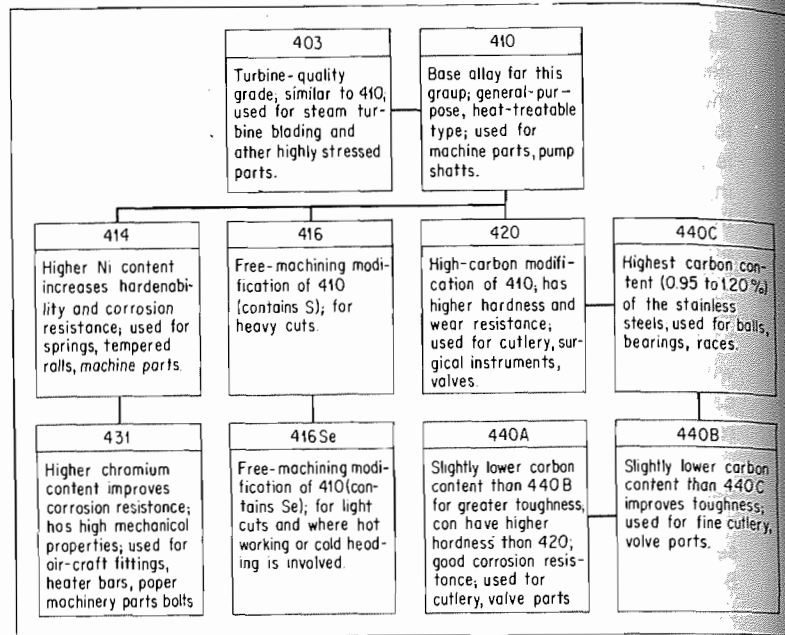 403
Turbine-quality
grade; similar to 410;
used for steam tur-
bine blading and
other highly stressed
parts.
410
Base alloy for this
group; general-pur-
pose, heat-treatable
type; used for
machine parts, pump
shafts.
414
Higher Ni content
increases hardenabi-
lity and corrosion
resistance; used for
springs, tempered
rolls, machine parts.
416
Free-machining modi-
fication of 410
(contains S); for
heavy cuts.
420
High-carbon modifi-
cation of 410; has
higher hardness and
wear resistance;
used for cutlery, sur-
gical instruments,
valves.
440C
Highest carbon con-
tent (0.95 to 1.20%)
of the stainless
steels, used for balls,
bearings, races.
431
Higher chromium
content improves
corrosion resistance;
has high mechanical
properties; used for
air-craft fittings,
heater bars, paper
machinery parts bolts
416Se
Free-machining modi-
fication of 410 (con-
tains Se); for light
cuts and where hot
working or cold head-
ing is involved.
440A
Slightly lower carbon
content than 440B
for greater toughness,
can have higher
hardness than 420;
good corrosion resis-
tance; used for
cutlery, valve parts
440B
Slightly lower carbon
content than 440C
improves toughness;
used for fine cutlery,
valve parts.